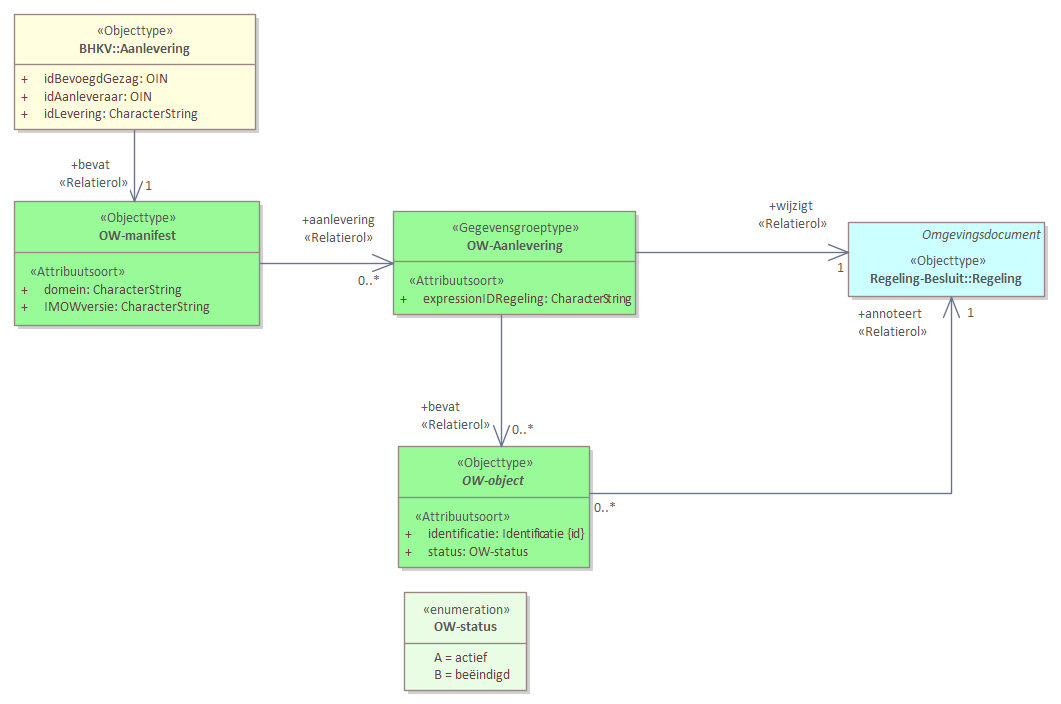 «Objecttype»
BHKV::Aanlevering
+ idBevoegdGezag: OIN
+ idAanleveraar: OIN
+ idLevering: CharacterString
+bevat
«Relatierol»
1
«Objecttype»
OW-manifest
«Attribuutsoort»
+ domein: CharacterString
+ IMOWversie: CharacterString
+aanlevering
«Relatierol»
0..*
«Gegevensgroeptype»
OW-Aanlevering
«Attribuutsoort»
+ expressionIDRegeling: CharacterString
+wijzigt
«Relatierol»
1
Omgevingsdocument
«Objecttype»
Regeling-Besluit::Regeling
+annoteert
«Relatierol»
1
+bevat
«Relatierol»
0..*
«Objecttype»
OW-object
«Attribuutsoort»
+ identificatie: Identificatie {id}
+ status: OW-status
0..*
«enumeration»
OW-status
A = actief
B = beëindigd